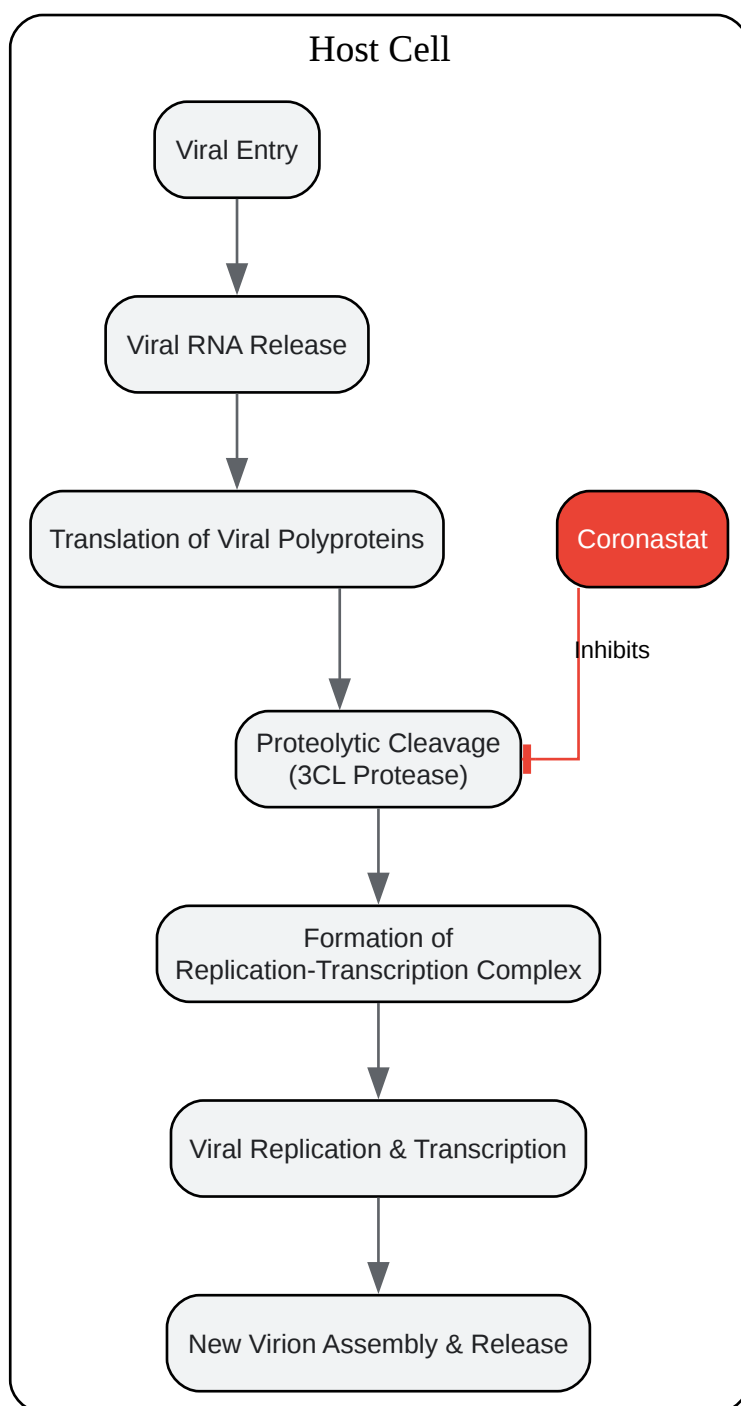 Host Cell
Viral Entry
Viral RNA Release
Translation of Viral Polyproteins
Coronastat
Inhibits
Proteolytic Cleavage
(3CL Protease)
Formation of
Replication-Transcription Complex
Viral Replication & Transcription
New Virion Assembly & Release